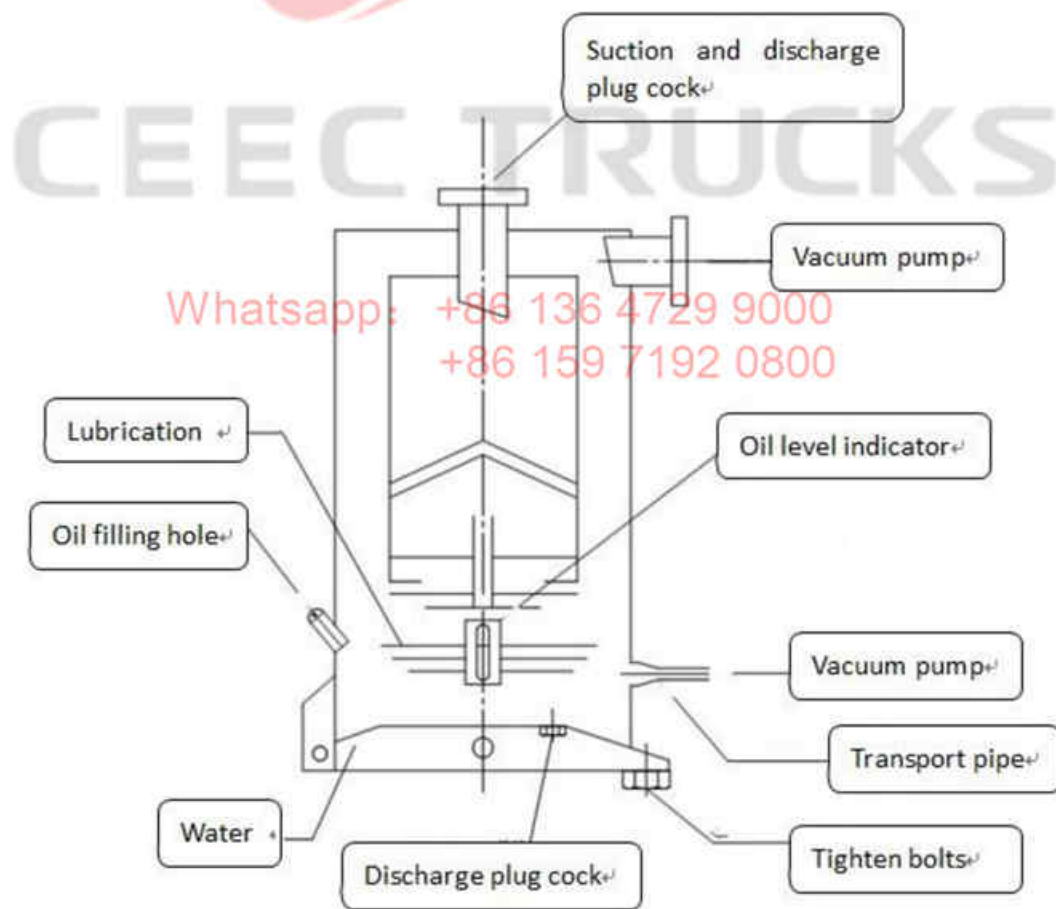 Suction and discharge
plug cock↵
CEEC TRUCKS
Vacuum pump↵
Whatsapp: +86 136 4729 9000
+86 159 7192 0800
Lubrication ↵
Oil level indicator↵
Oil filling hole↵
Vacuum pump↵
Transport pipe↵
Water
Tighten bolts↵
Discharge plug cock↵